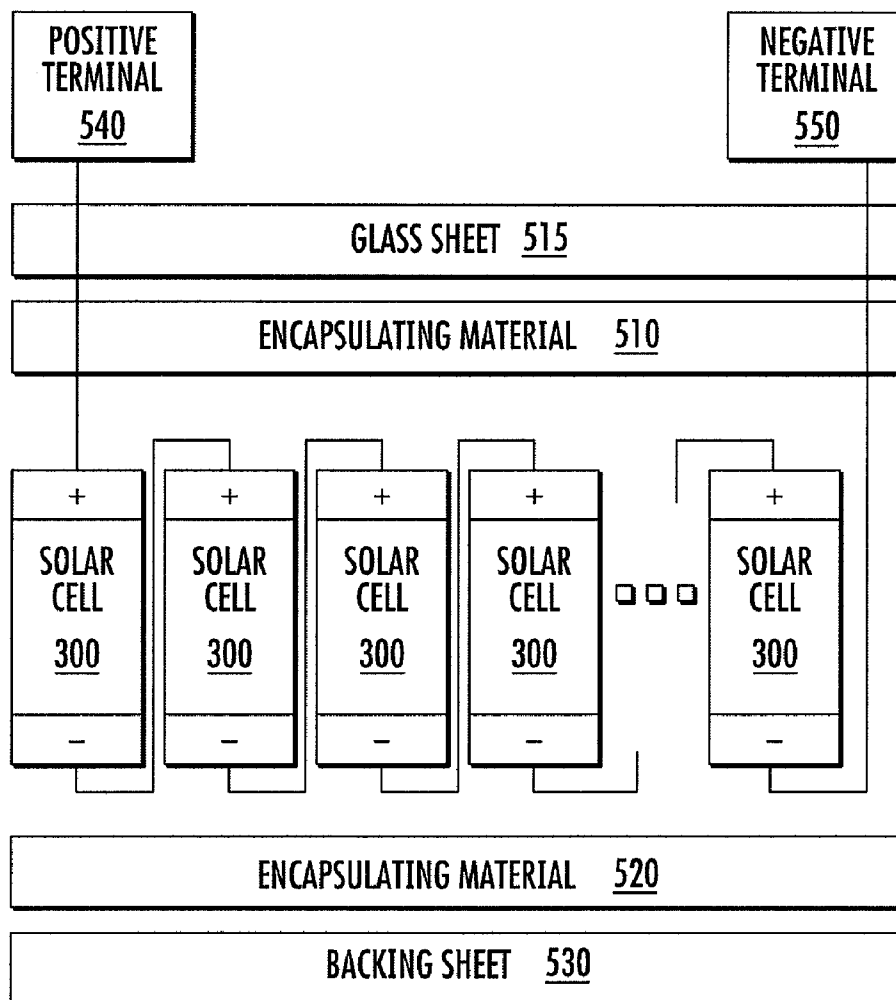 POSITIVE
TERMINAL
540
NEGATIVE
TERMINAL
550
GLASS SHEET 515
ENCAPSULATING MATERIAL 510
+ + + + +
SOLAR CELL 300
SOLAR CELL 300
SOLAR CELL 300
SOLAR CELL 300
SOLAR CELL 300
− − − − −
ENCAPSULATING MATERIAL 520
BACKING SHEET 530